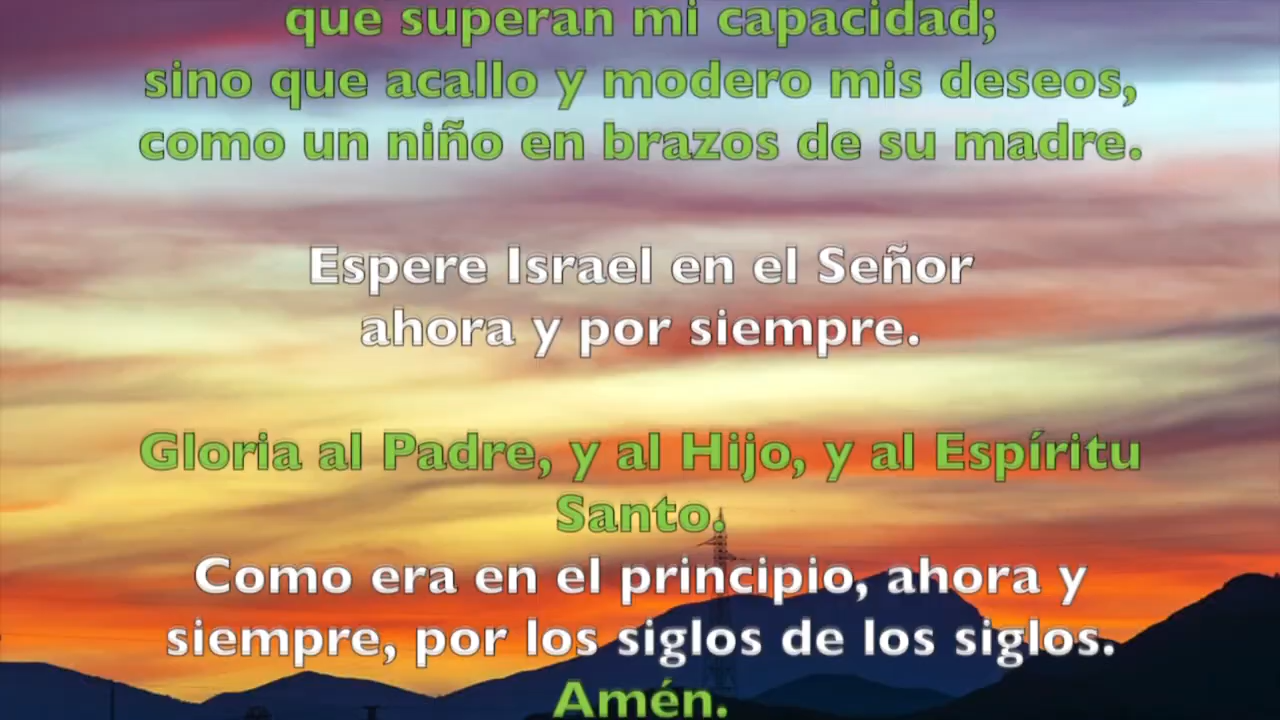 que superan mi capacidad;
sino que acallo y modero mis deseos,
como un niño en brazos de su madre.
Espere Israel en el Señor
ahora y por siempre.
Gloria al Padre, y al Hijo, y al Espíritu
Santo.
Como era en el principio, ahora y
siempre, por los siglos de los siglos.
Amén.